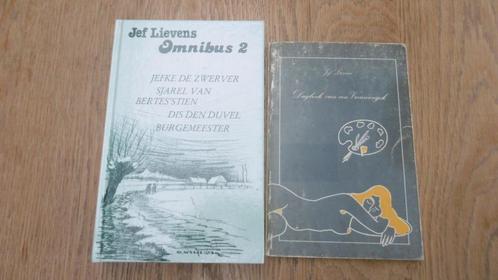 Jef Lievens
Omnibus 2
JEFKE DE ZWERVER
SJAREL VAN
BERTES'STIEN
DIS DEN DUVEL
BURGEMEESTER
Jef Lievens
Dagboek van een